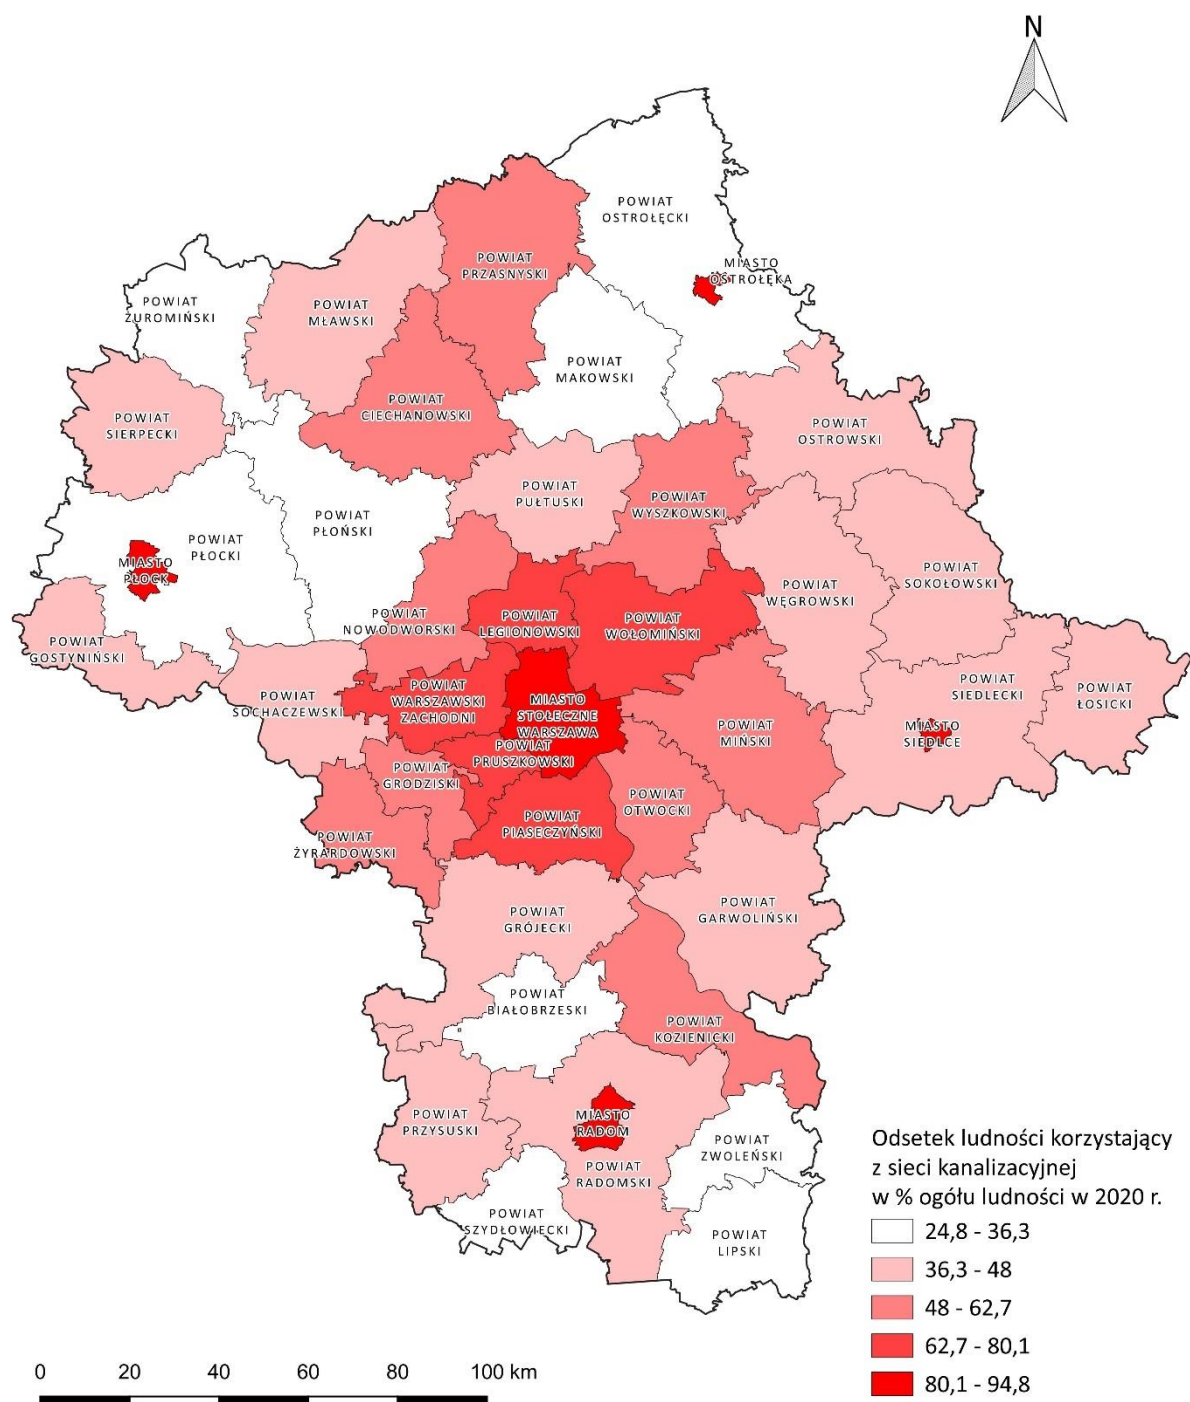 N
POWIAT
OSTROŁĘCKI
POWIAT
PRZASNYSKI
MIASTO
OSTROŁĘKA
POWIAT
ŻUROMIŃSKI
POWIAT
MŁAWSKI
POWIAT
MAKOWSKI
POWIAT
CIECHANOWSKI
POWIAT
SIERPECKI
POWIAT
OSTROWSKI
POWIAT
PUŁTUSKI
POWIAT
WYSZKOWSKI
POWIAT
PŁOŃSKI
POWIAT
PŁOCKI
MIASTO
PŁOCK
POWIAT
SOKOŁOWSKI
POWIAT
WĘGROWSKI
POWIAT
NOWODWORSKI
POWIAT
LEGIONOWSKI
POWIAT
WOŁOMIŃSKI
POWIAT
GOSTYNIŃSKI
POWIAT
SOCHACZEWSKI
POWIAT
WARSZAWSKI
ZACHODNI
MIASTO
STOŁECZNE
WARSZAWA
POWIAT
SIEDLECKI
POWIAT
ŁOSICKI
MIASTO
SIEDLCE
POWIAT
MIŃSKI
POWIAT
PRUSZKOWSKI
POWIAT
GRODZISKI
POWIAT
OTWOCKI
POWIAT
PIASECZYŃSKI
POWIAT
ŻYRARDOWSKI
POWIAT
GARWOLIŃSKI
POWIAT
GRÓJECKI
POWIAT
BIAŁOBRZESKI
POWIAT
KOZIENICKI
POWIAT
PRZYSUSKI
MIASTO
RADOM
POWIAT
ZWOLEŃSKI
POWIAT
RADOMSKI
POWIAT
SZYDŁOWIECKI
POWIAT
LIPSKI
Odsetek ludności korzystający
z sieci kanalizacyjnej
w % ogółu ludności w 2020 r.
24,8 - 36,3
36,3 - 48
48 - 62,7
62,7 - 80,1
80,1 - 94,8
0 20 40 60 80 100 km